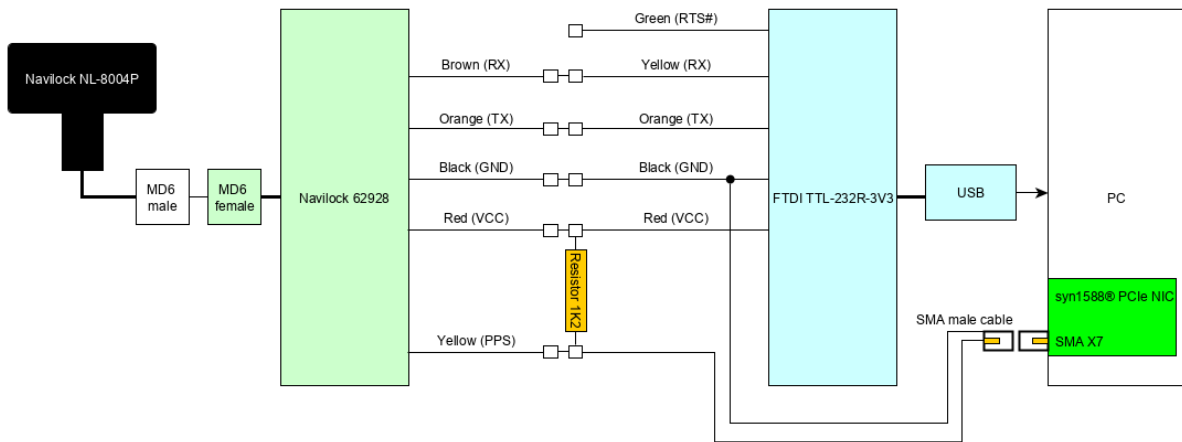 Green (RTS#)
Navilock NL-8004P
Brown (RX)
Yellow (RX)
Orange (TX)
Orange (TX)
Black (GND)
Black (GND)
MD6
male
MD6
female
Navilock 62928
FTDI TTL-232R-3V3
USB
PC
Red (VCC)
Red (VCC)
Resistor 1K2
syn1588® PCIe NIC
SMA male cable
SMA X7
Yellow (PPS)